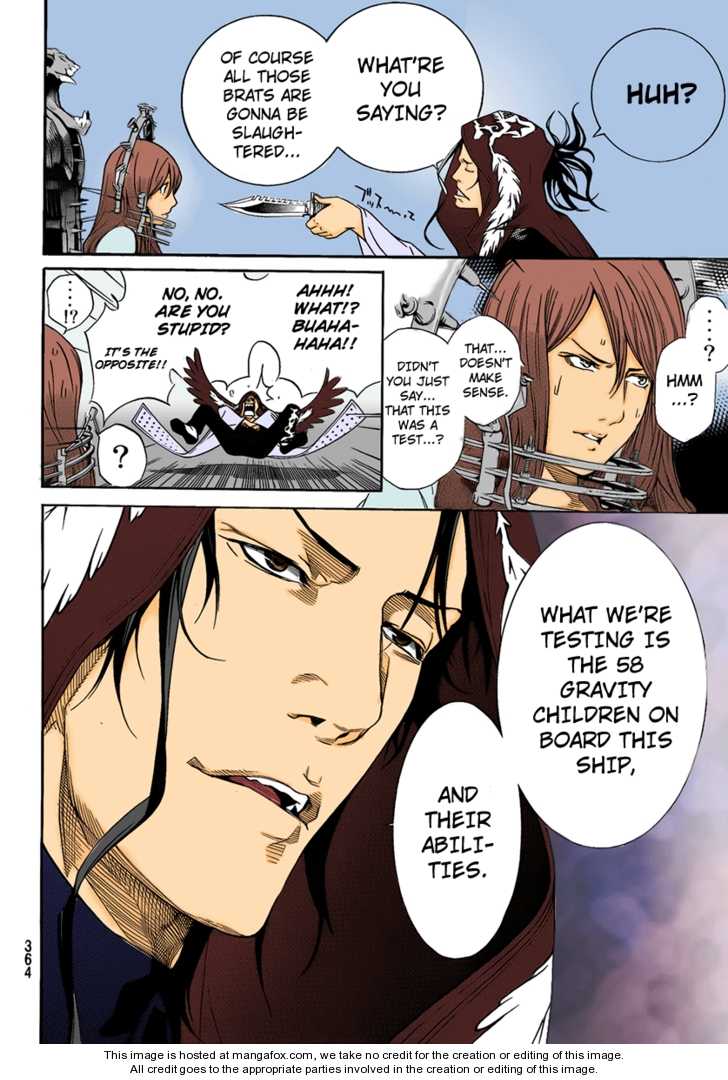 HUH?
WHAT'RE
YOU
SAYING?
OF COURSE
ALL THOSE
BRATS ARE
GONNA BE
SLAUGH-
TERED...
.....
?
HMM
...?
THAT...
DOESN'T
MAKE
SENSE.
DIDN'T
YOU JUST
SAY...
...THAT THIS
WAS A
TEST...?
AHHH!
WHAT!?
BUAHA-
HAHA!!
NO, NO.
ARE YOU
STUPID?
IT'S THE
OPPOSITE!!
....
!?
?
WHAT WE'RE
TESTING IS
THE 58
GRAVITY
CHILDREN ON
BOARD THIS
SHIP,
AND
THEIR
ABILI-
TIES.
364
This image is hosted at mangafox.com, we take no credit for the creation or editing of this image.
All credit goes to the appropriate parties involved in the creation or editing of this image.